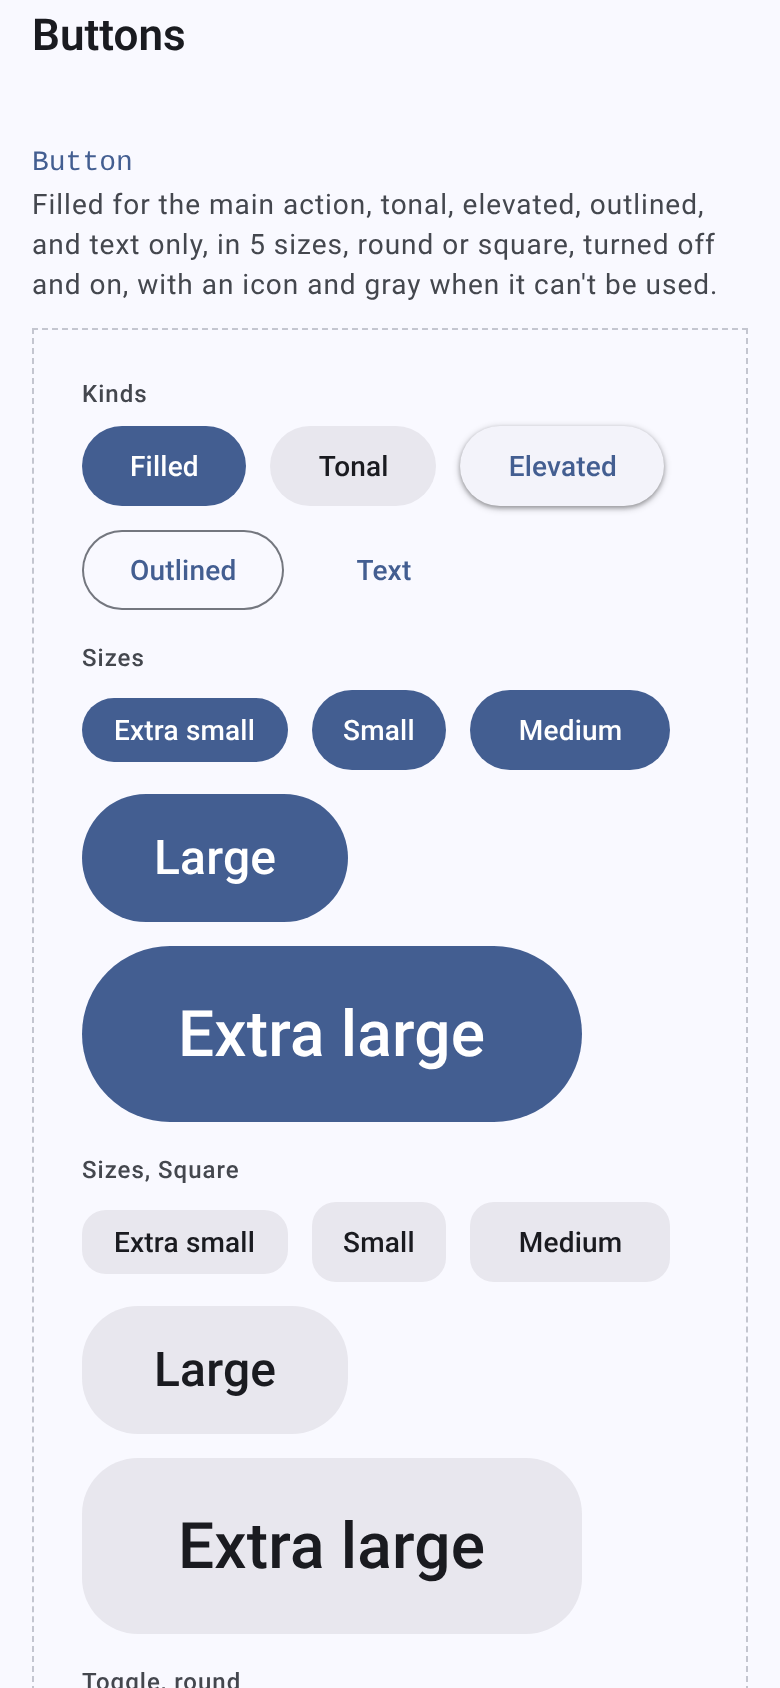 Buttons
Button
Filled for the main action, tonal, elevated, outlined,
and text only, in 5 sizes, round or square, turned off
and on, with an icon and gray when it can't be used.
Kinds
Filled Tonal Elevated
Outlined Text
Sizes
Extra small Small Medium
Large
Extra large
Sizes, Square
Extra small Small Medium
Large
Extra large
Toggle, round